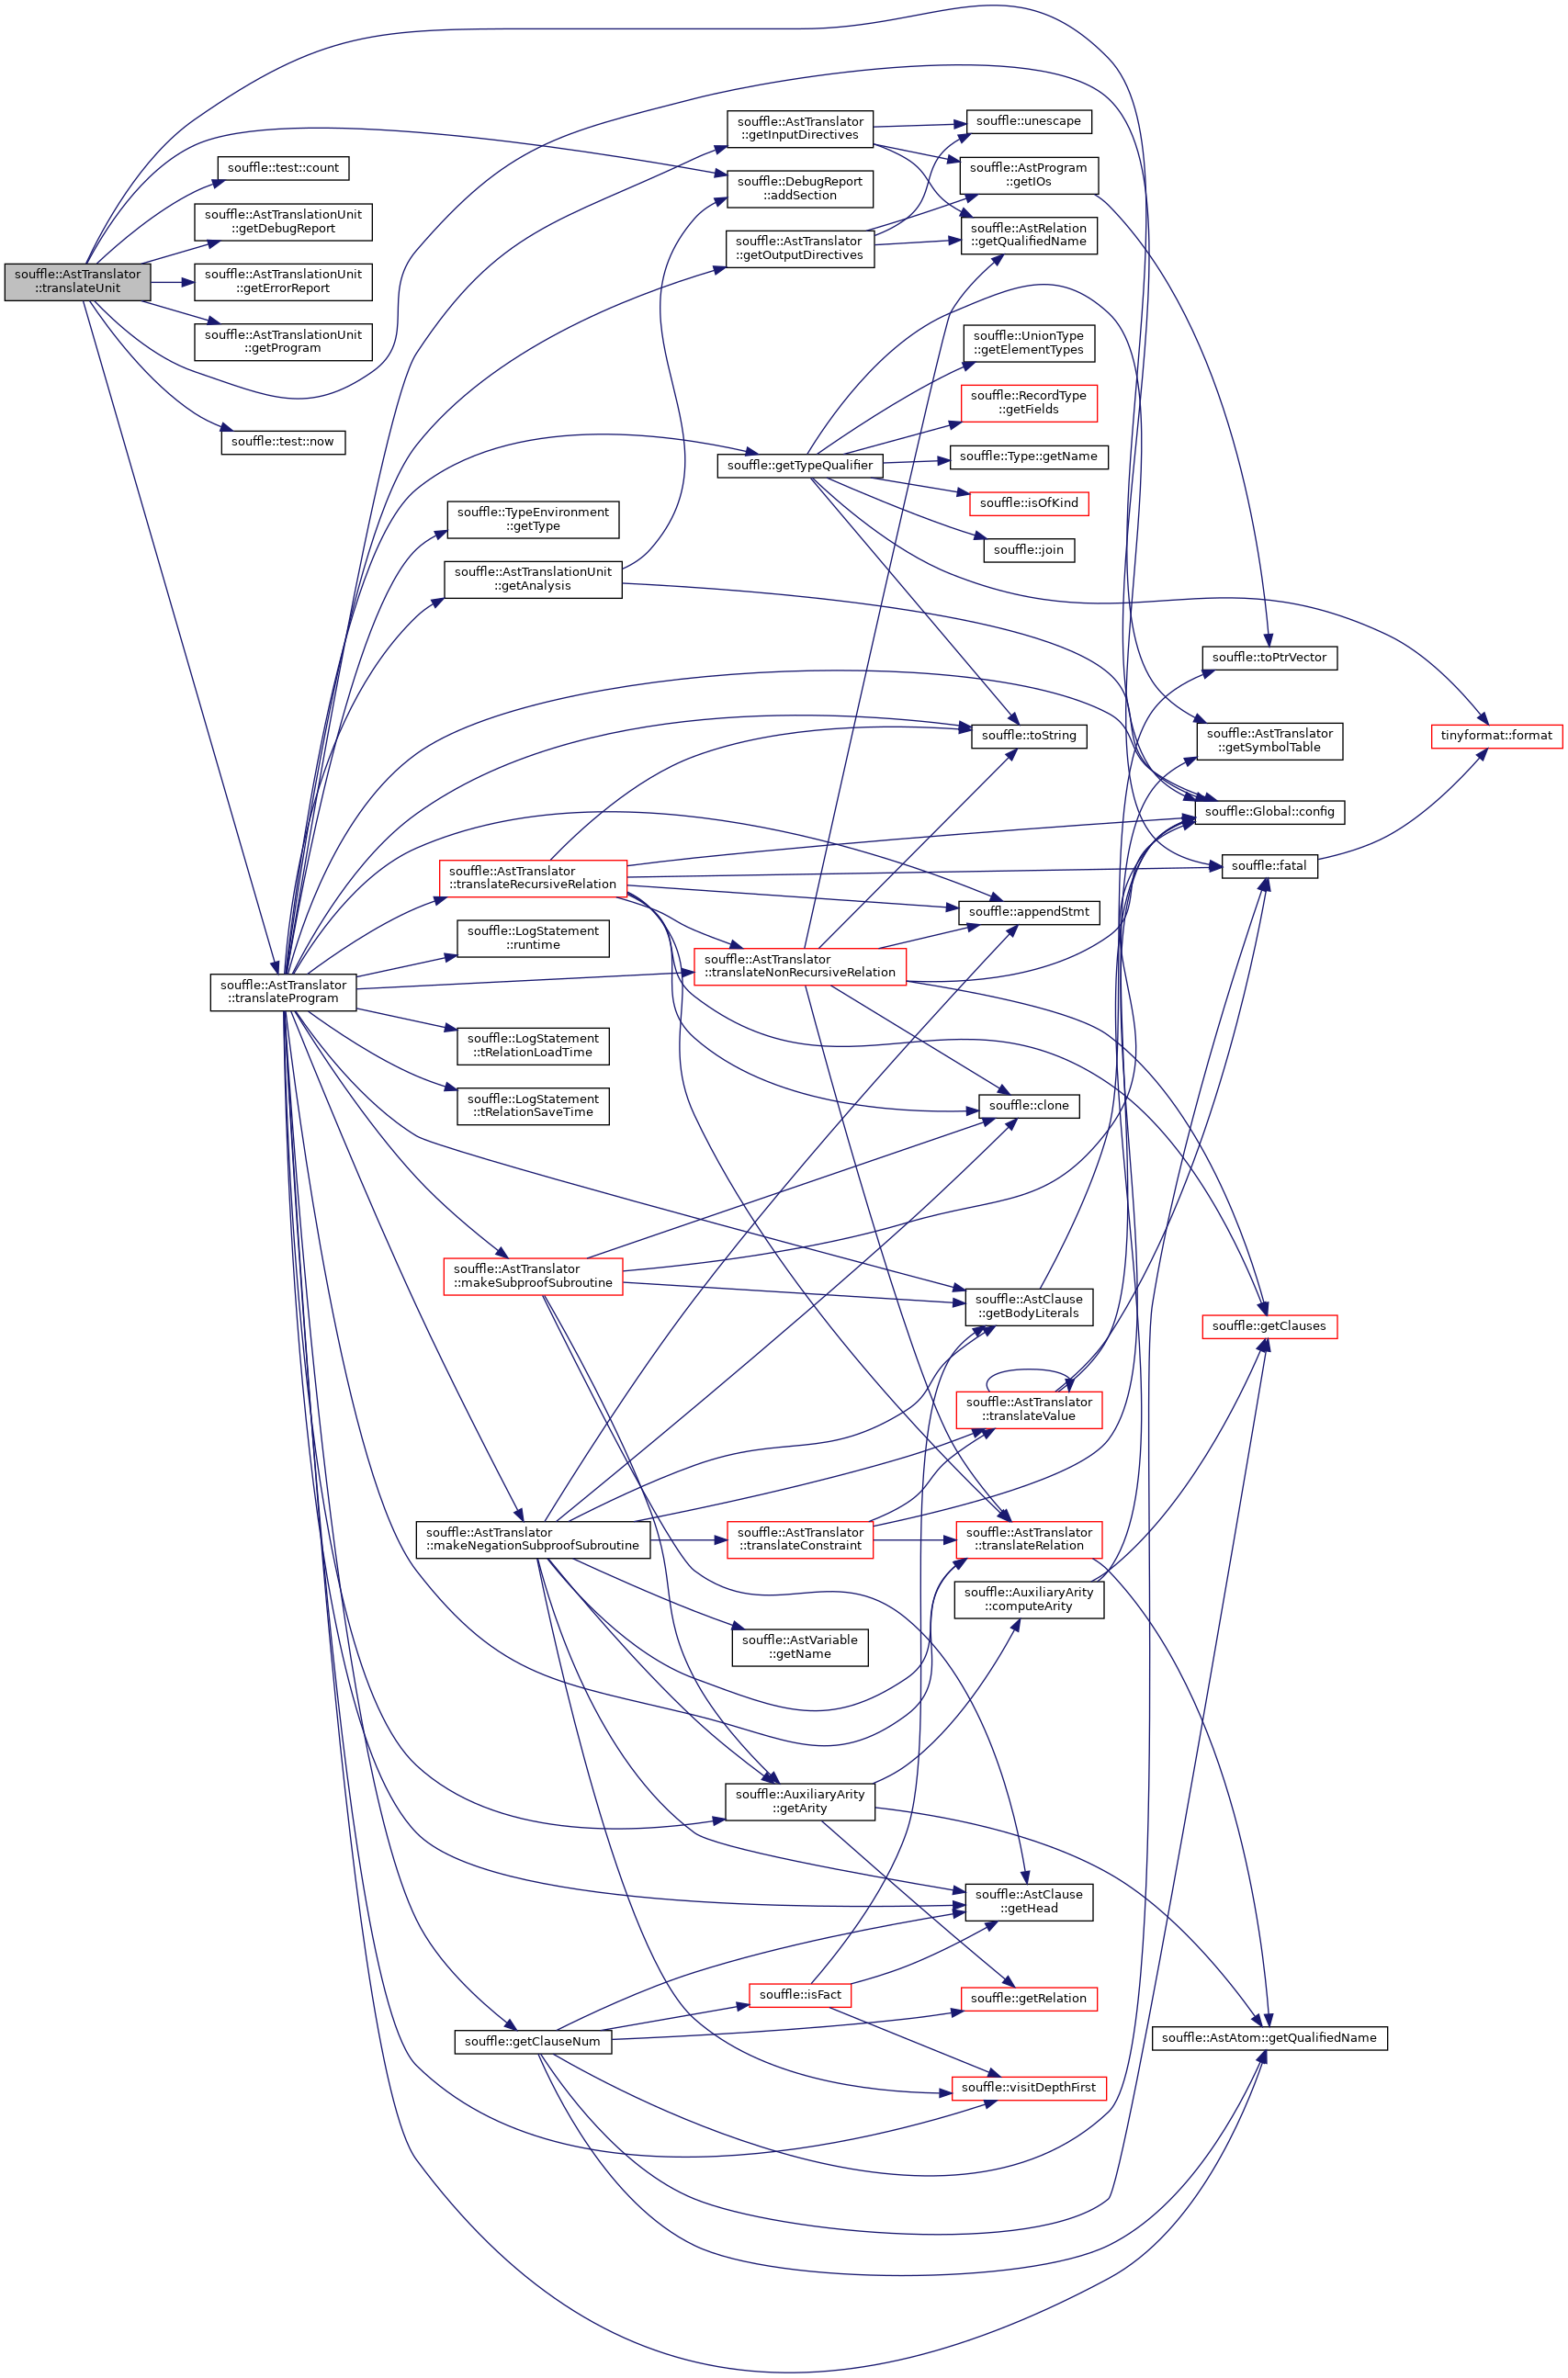 souffle::AstTranslator
::translateUnit
souffle::test::count
souffle::AstTranslationUnit
::getDebugReport
souffle::AstTranslationUnit
::getErrorReport
souffle::AstTranslationUnit
::getProgram
souffle::test::now
souffle::AstTranslator
::translateProgram
souffle::TypeEnvironment
::getType
souffle::AstTranslationUnit
::getAnalysis
souffle::AstTranslator
::translateRecursiveRelation
souffle::LogStatement
::runtime
souffle::LogStatement
::tRelationLoadTime
souffle::LogStatement
::tRelationSaveTime
souffle::AstTranslator
::makeSubproofSubroutine
souffle::AstTranslator
::makeNegationSubproofSubroutine
souffle::getClauseNum
souffle::AstTranslator
::getInputDirectives
souffle::DebugReport
::addSection
souffle::AstTranslator
::getOutputDirectives
souffle::getTypeQualifier
souffle::AstTranslator
::translateNonRecursiveRelation
souffle::AstTranslator
::translateConstraint
souffle::AstVariable
::getName
souffle::AuxiliaryArity
::getArity
souffle::isFact
souffle::unescape
souffle::AstProgram
::getIOs
souffle::AstRelation
::getQualifiedName
souffle::UnionType
::getElementTypes
souffle::RecordType
::getFields
souffle::Type::getName
souffle::isOfKind
souffle::join
souffle::toString
souffle::appendStmt
souffle::clone
souffle::AstClause
::getBodyLiterals
souffle::AstTranslator
::translateValue
souffle::AstTranslator
::translateRelation
souffle::AuxiliaryArity
::computeArity
souffle::AstClause
::getHead
souffle::getRelation
souffle::visitDepthFirst
souffle::toPtrVector
souffle::AstTranslator
::getSymbolTable
souffle::Global::config
souffle::fatal
souffle::getClauses
souffle::AstAtom::getQualifiedName
tinyformat::format